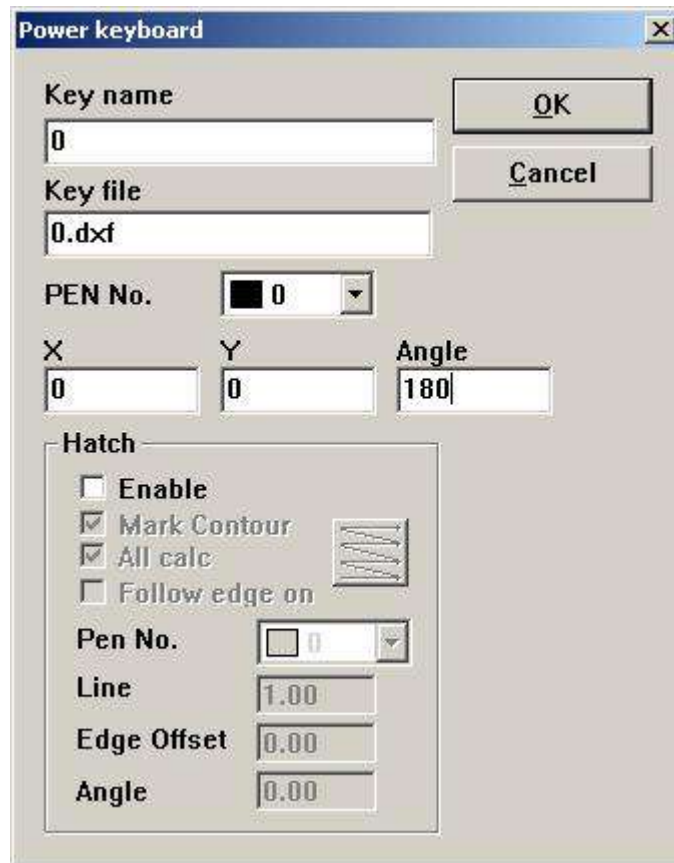 Power keyboard
Key name
OK
0
Cancel
Key file
0.dxf
PEN No. 0
X Y Angle
0 0 180
Hatch
Enable
Mark Contour
All calc
Follow edge on
Pen No. 0
Line 1.00
Edge Offset 0.00
Angle 0.00